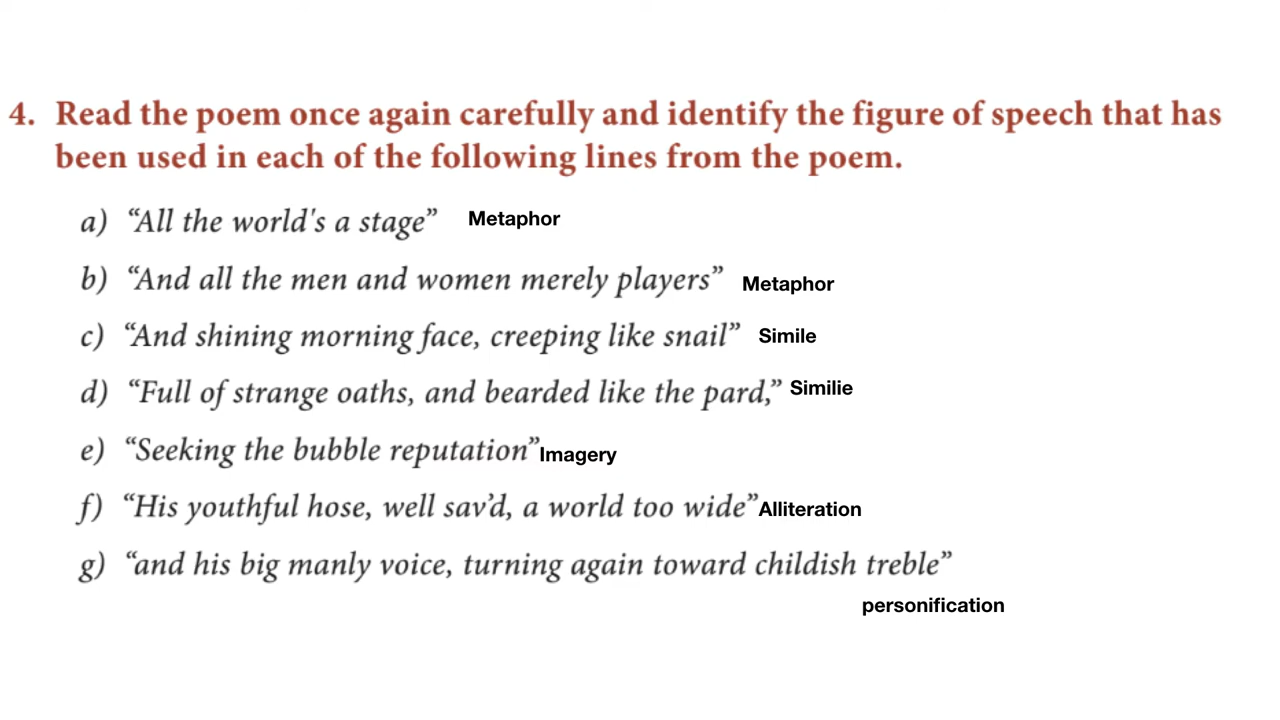 4. Read the poem once again carefully and identify the figure of speech that has
been used in each of the following lines from the poem.
a) “All the world's a stage” Metaphor
b) “And all the men and women merely players” Metaphor
c) “And shining morning face, creeping like snail” Simile
d) “Full of strange oaths, and bearded like the pard,” Similie
e) “Seeking the bubble reputation” Imagery
f) “His youthful hose, well sav’d, a world too wide” Alliteration
g) “and his big manly voice, turning again toward childish treble”
personification